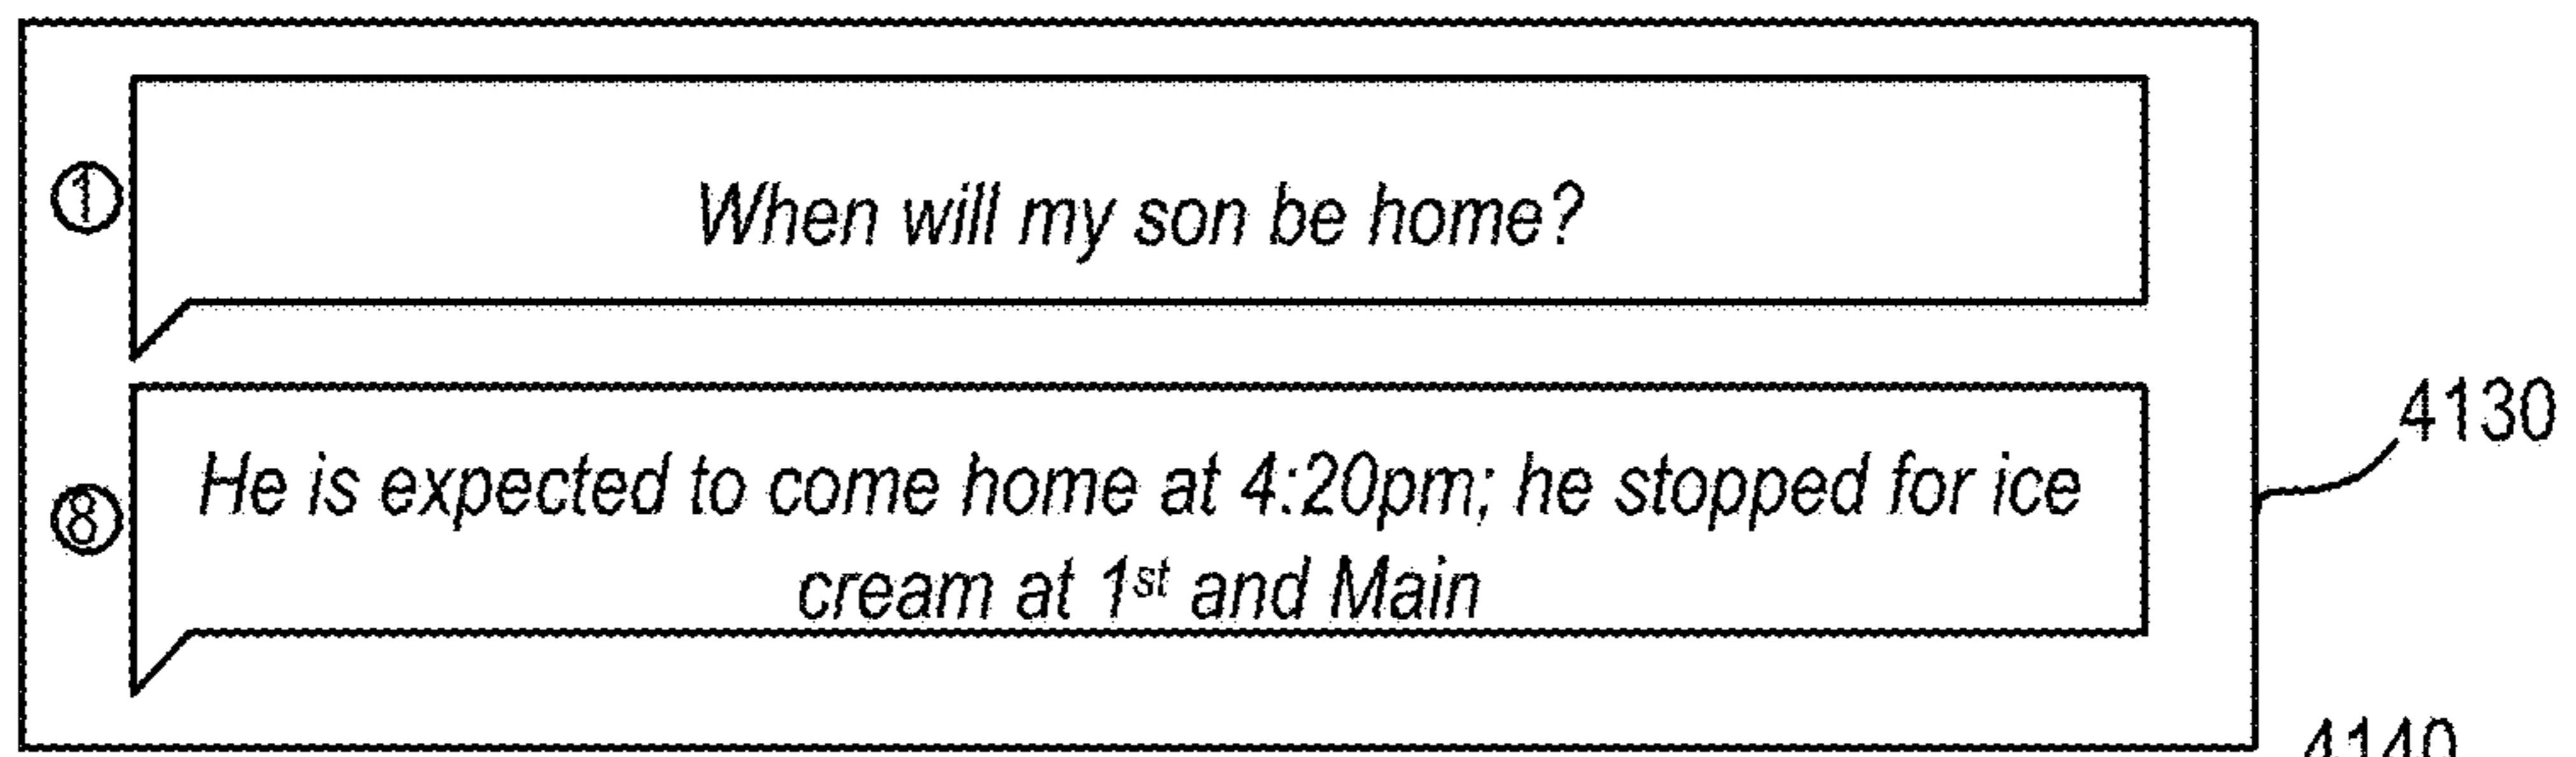 ① When will my son be home?
4130
⑧ He is expected to come home at 4:20pm; he stopped for ice
cream at 1st and Main
4140